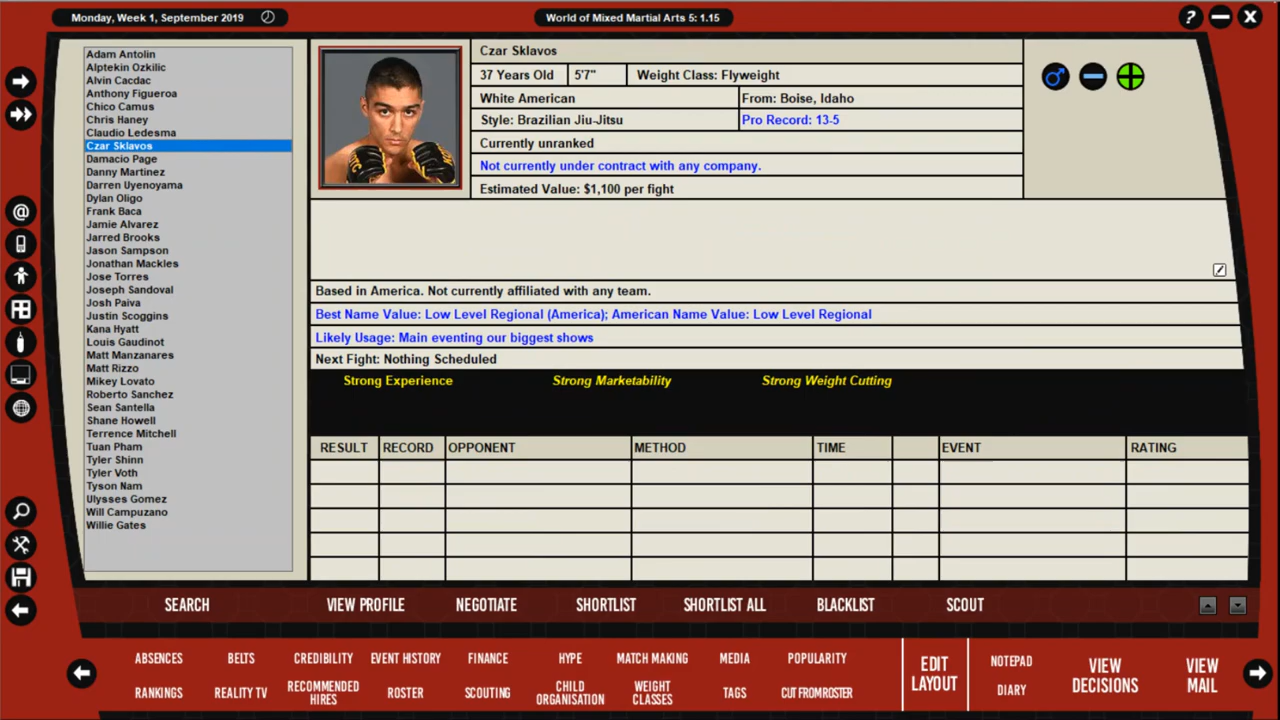 Monday, Week 1, September 2019
World of Mixed Martial Arts 5: 1.15
?
X
Adam Antolin
Alptekin Ozkilic
Alvin Cacdac
Anthony Figueroa
Chico Camus
Chris Haney
Claudio Ledesma
Czar Sklavos
Damacio Page
Danny Martinez
Darren Uyenoyama
Dylan Oligo
Frank Baca
Jamie Alvarez
Jarred Brooks
Jason Sampson
Jonathan Mackles
Jose Torres
Joseph Sandoval
Josh Paiva
Justin Scoggins
Kana Hyatt
Louis Gaudinot
Matt Manzanares
Matt Rizzo
Mikey Lovato
Roberto Sanchez
Sean Santella
Shane Howell
Terrence Mitchell
Tuan Pham
Tyler Shinn
Tyler Voth
Tyson Nam
Ulysses Gomez
Will Campuzano
Willie Gates
Czar Sklavos
37 Years Old 5'7" Weight Class: Flyweight
White American From: Boise, Idaho
Style: Brazilian Jiu-Jitsu Pro Record: 13-5
Currently unranked
Not currently under contract with any company.
Estimated Value: $1,100 per fight
Based in America. Not currently affiliated with any team.
Best Name Value: Low Level Regional (America); American Name Value: Low Level Regional
Likely Usage: Main eventing our biggest shows
Next Fight: Nothing Scheduled
Strong Experience Strong Marketability Strong Weight Cutting
RESULT RECORD OPPONENT METHOD TIME EVENT RATING
SEARCH VIEW PROFILE NEGOTIATE SHORTLIST SHORTLIST ALL BLACKLIST SCOUT
ABSENCES BELTS CREDIBILITY EVENT HISTORY FINANCE HYPE MATCH MAKING MEDIA POPULARITY
RANKINGS REALITY TV RECOMMENDED HIRES ROSTER SCOUTING CHILD ORGANISATION WEIGHT CLASSES TAGS CUT FROM ROSTER
EDIT LAYOUT
NOTEPAD
DIARY
VIEW DECISIONS
VIEW MAIL